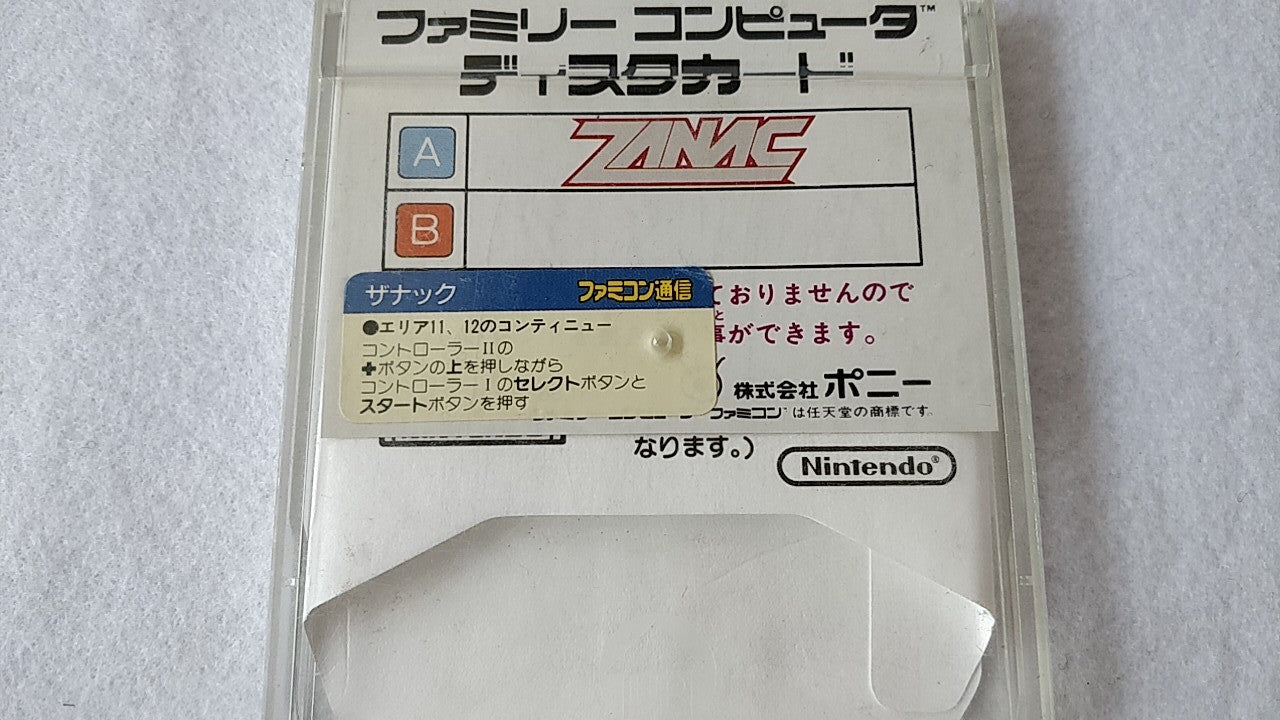 ファミリー コンピュータ™
ディスクカード
A ZANAC
B
ておりませんので
と
事ができます。
ザナック ファミコン通信
●エリア11、12のコンティニュー
コントローラーIIの
✚ボタンの上を押しながら
コントローラーIのセレクトボタンと
スタートボタンを押す
株式会社 ポニー
ファミコン™は任天堂の商標です。
なります。)
Nintendo®